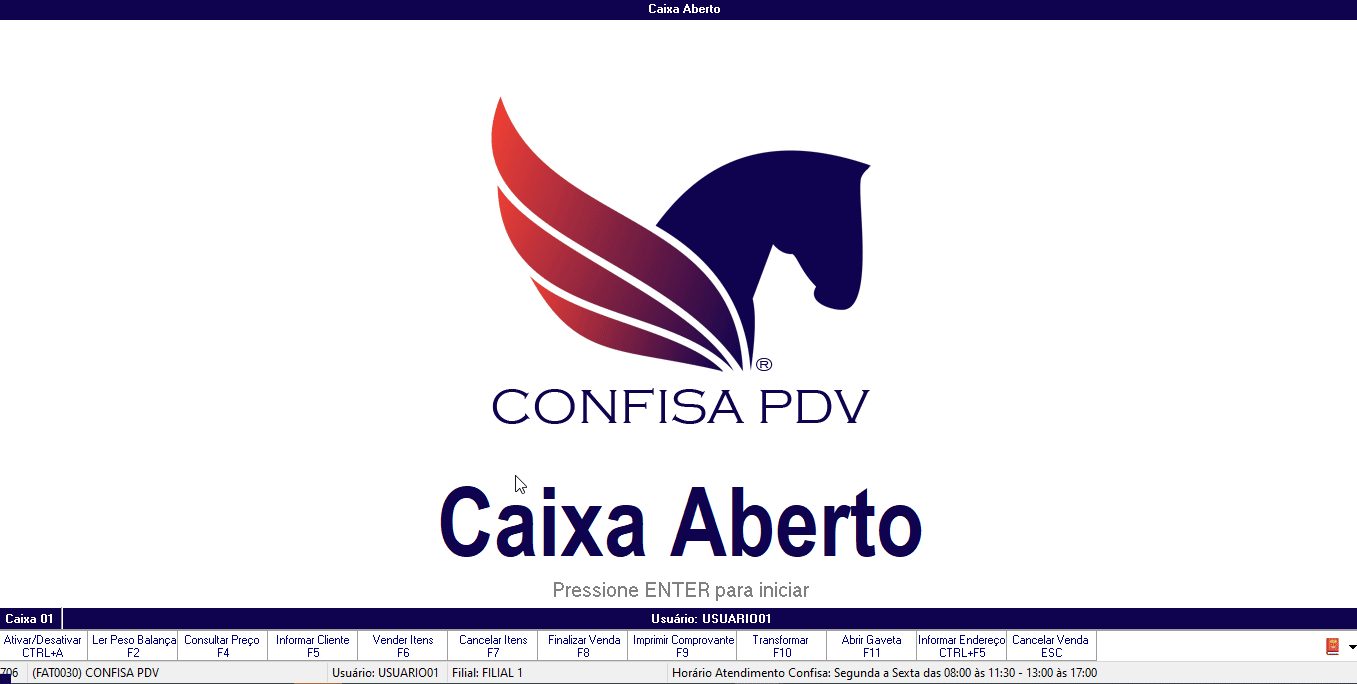 Caixa Aberto
®
CONFISA PDV
Caixa Aberto
Pressione ENTER para iniciar
Caixa 01 Usuário: USUARIO01
Ativar/Desativar Ler Peso Balança Consultar Preço Informar Cliente Vender Itens Cancelar Itens Finalizar Venda Imprimir Comprovante Transformar Abrir Gaveta Informar Endereço Cancelar Venda
CTRL+A F2 F4 F5 F6 F7 F8 F9 F10 F11 CTRL+F5 ESC
706 (FAT0030) CONFISA PDV Usuário: USUARIO01 Filial: FILIAL 1 Horário Atendimento Confisa: Segunda a Sexta das 08:00 às 11:30 - 13:00 às 17:00